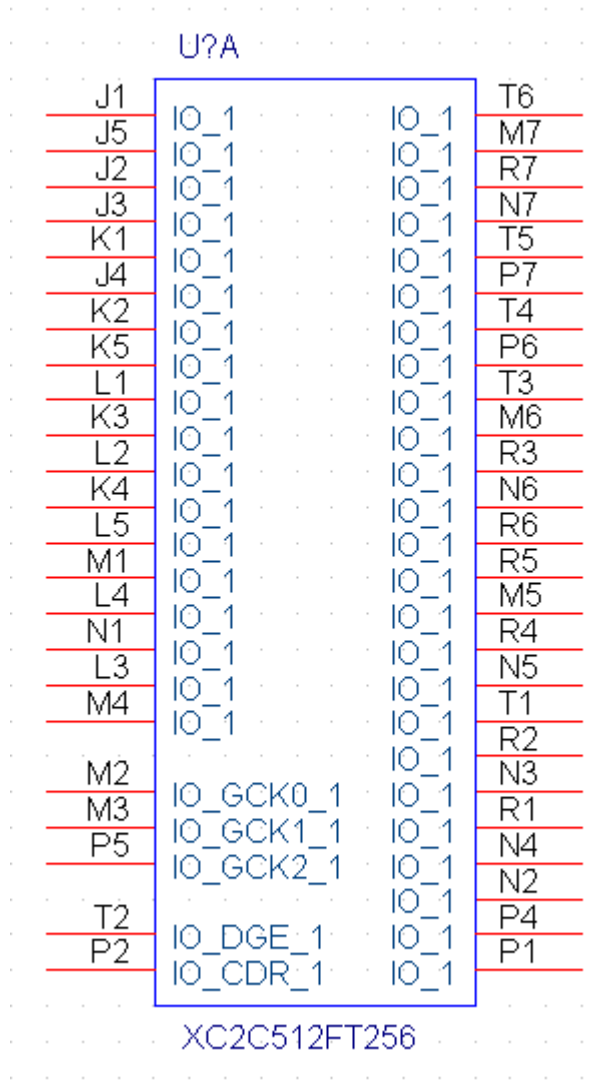 U?A
J1 IO_1 IO_1 T6
J5 IO_1 IO_1 M7
J2 IO_1 IO_1 R7
J3 IO_1 IO_1 N7
K1 IO_1 IO_1 T5
J4 IO_1 IO_1 P7
K2 IO_1 IO_1 T4
K5 IO_1 IO_1 P6
L1 IO_1 IO_1 T3
K3 IO_1 IO_1 M6
L2 IO_1 IO_1 R3
K4 IO_1 IO_1 N6
L5 IO_1 IO_1 R6
M1 IO_1 IO_1 R5
L4 IO_1 IO_1 M5
N1 IO_1 IO_1 R4
L3 IO_1 IO_1 N5
M4 IO_1 IO_1 T1
IO_1 R2
M2 IO_GCK0_1 IO_1 N3
M3 IO_GCK1_1 IO_1 R1
P5 IO_GCK2_1 IO_1 N4
IO_1 N2
T2 IO_DGE_1 IO_1 P4
P2 IO_CDR_1 IO_1 P1
XC2C512FT256